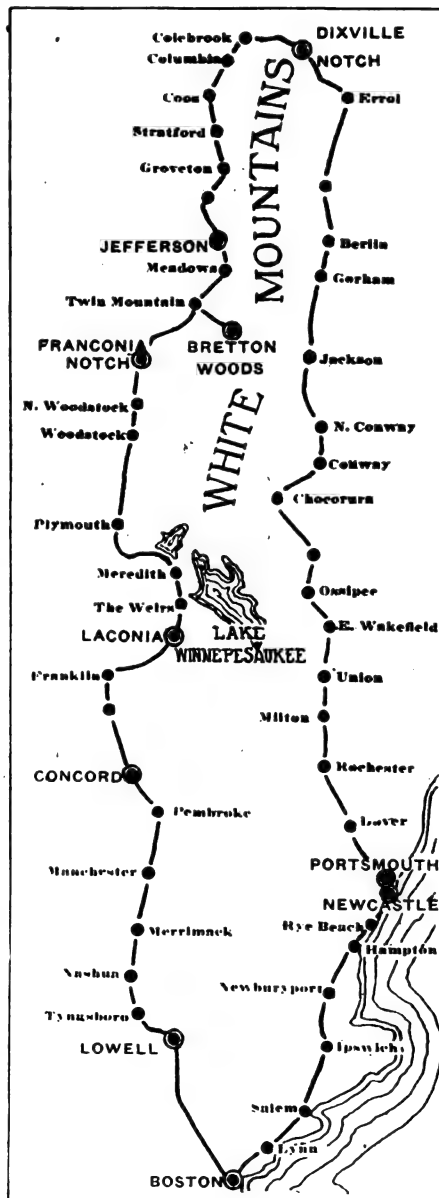 Colebrook
DIXVILLE
NOTCH
Columbia
Errol
Coos
Stratford
Groveton
MOUNTAINS
JEFFERSON
Berlin
Meadows
Gorham
Twin Mountain
FRANCONIA
NOTCH
BRETTON
WOODS
Jackson
N. Woodstock
WHITE
N. Conway
Woodstock
Conway
Chocorura
Plymouth
Meredith
Ossipee
The Weirs
LACONIA
LAKE
WINNEPESAUKEE
E. Wakefield
Franklin
Union
Milton
CONCORD
Rochester
Pembroke
Dover
Manchester
PORTSMOUTH
NEWCASTLE
Merrimack
Rye Beach
Hampton
Nashua
Newburyport
Tyngsboro
LOWELL
Ipswich
Salem
Lynn
BOSTON